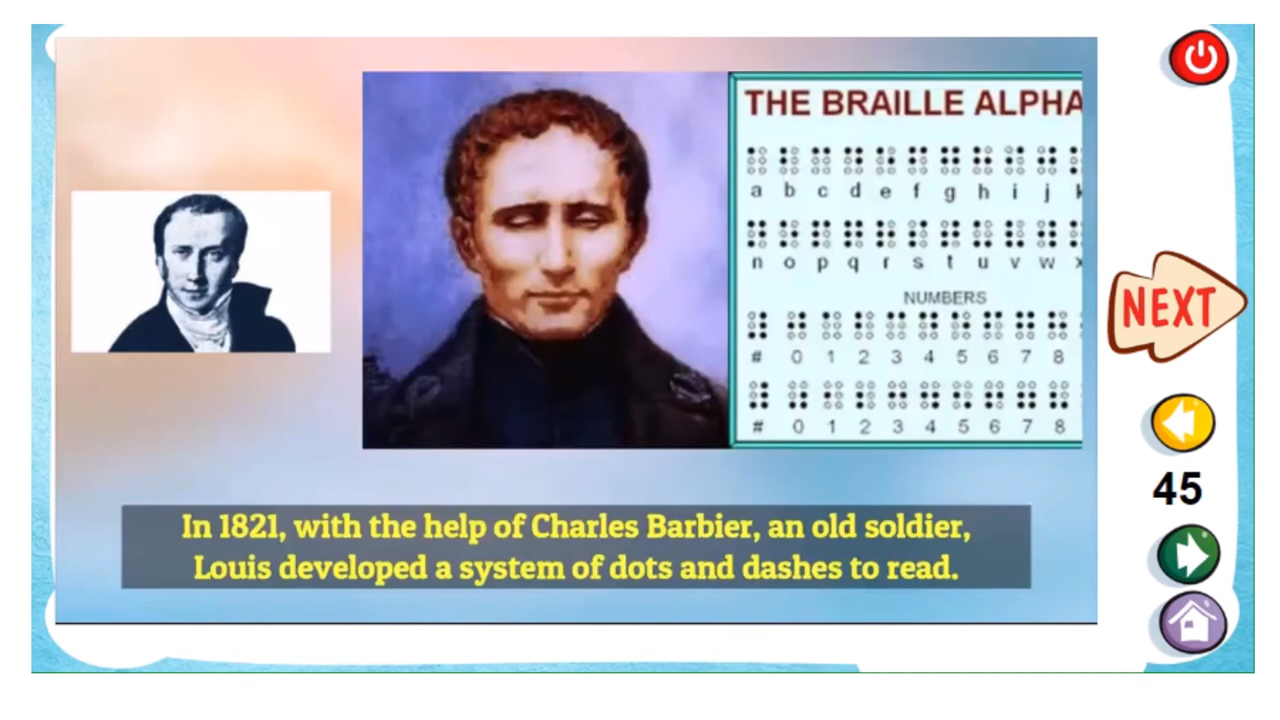 THE BRAILLE ALPHA
a b c d e f g h i j k
n o p q r s t u v w x
NUMBERS
# 0 1 2 3 4 5 6 7 8
# 0 1 2 3 4 5 6 7 8
NEXT
45
In 1821, with the help of Charles Barbier, an old soldier,
Louis developed a system of dots and dashes to read.